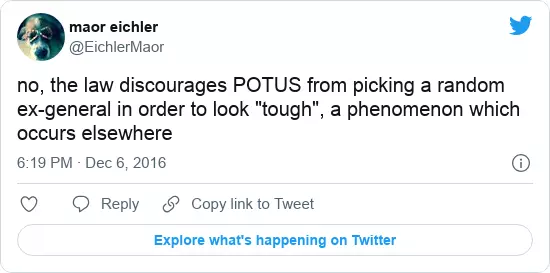 maor eichler
@EichlerMaor
no, the law discourages POTUS from picking a random
ex-general in order to look "tough", a phenomenon which
occurs elsewhere
6:19 PM · Dec 6, 2016
Reply
Copy link to Tweet
Explore what's happening on Twitter